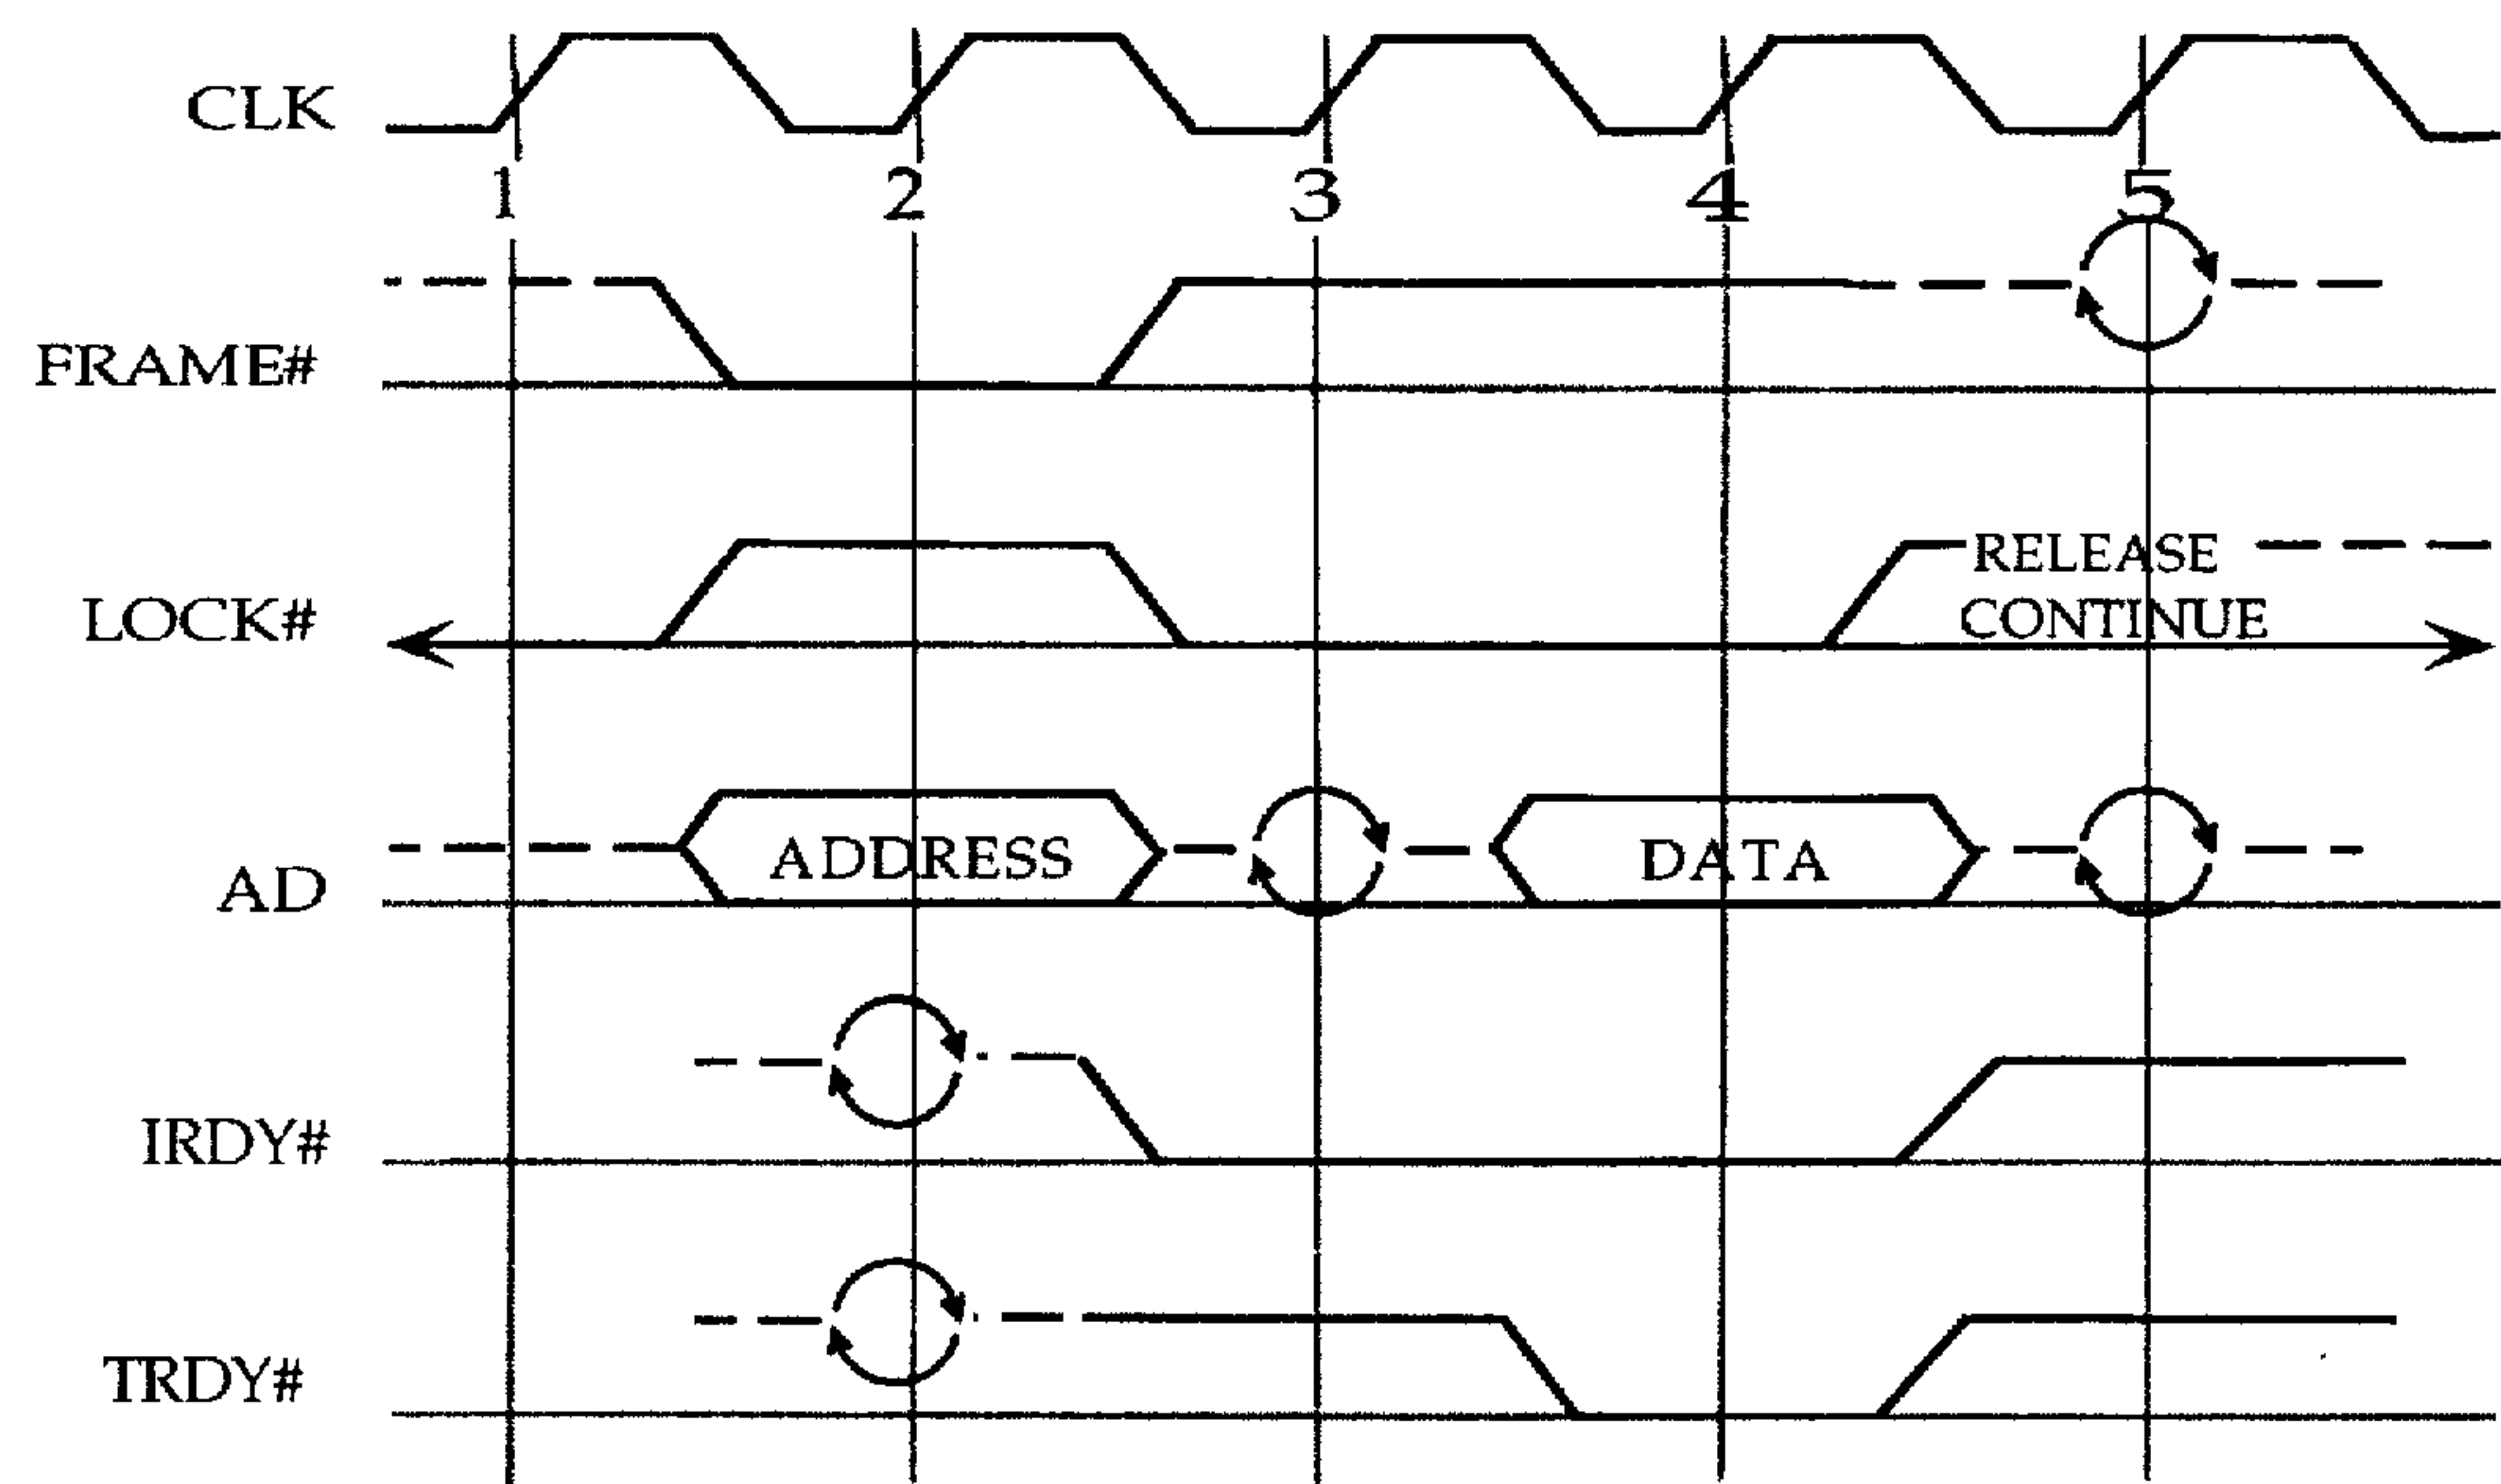 CLK
1 2 3 4 5
FRAME#
RELEASE
LOCK#
CONTINUE
ADDRESS
DATA
AD
IRDY#
TRDY#